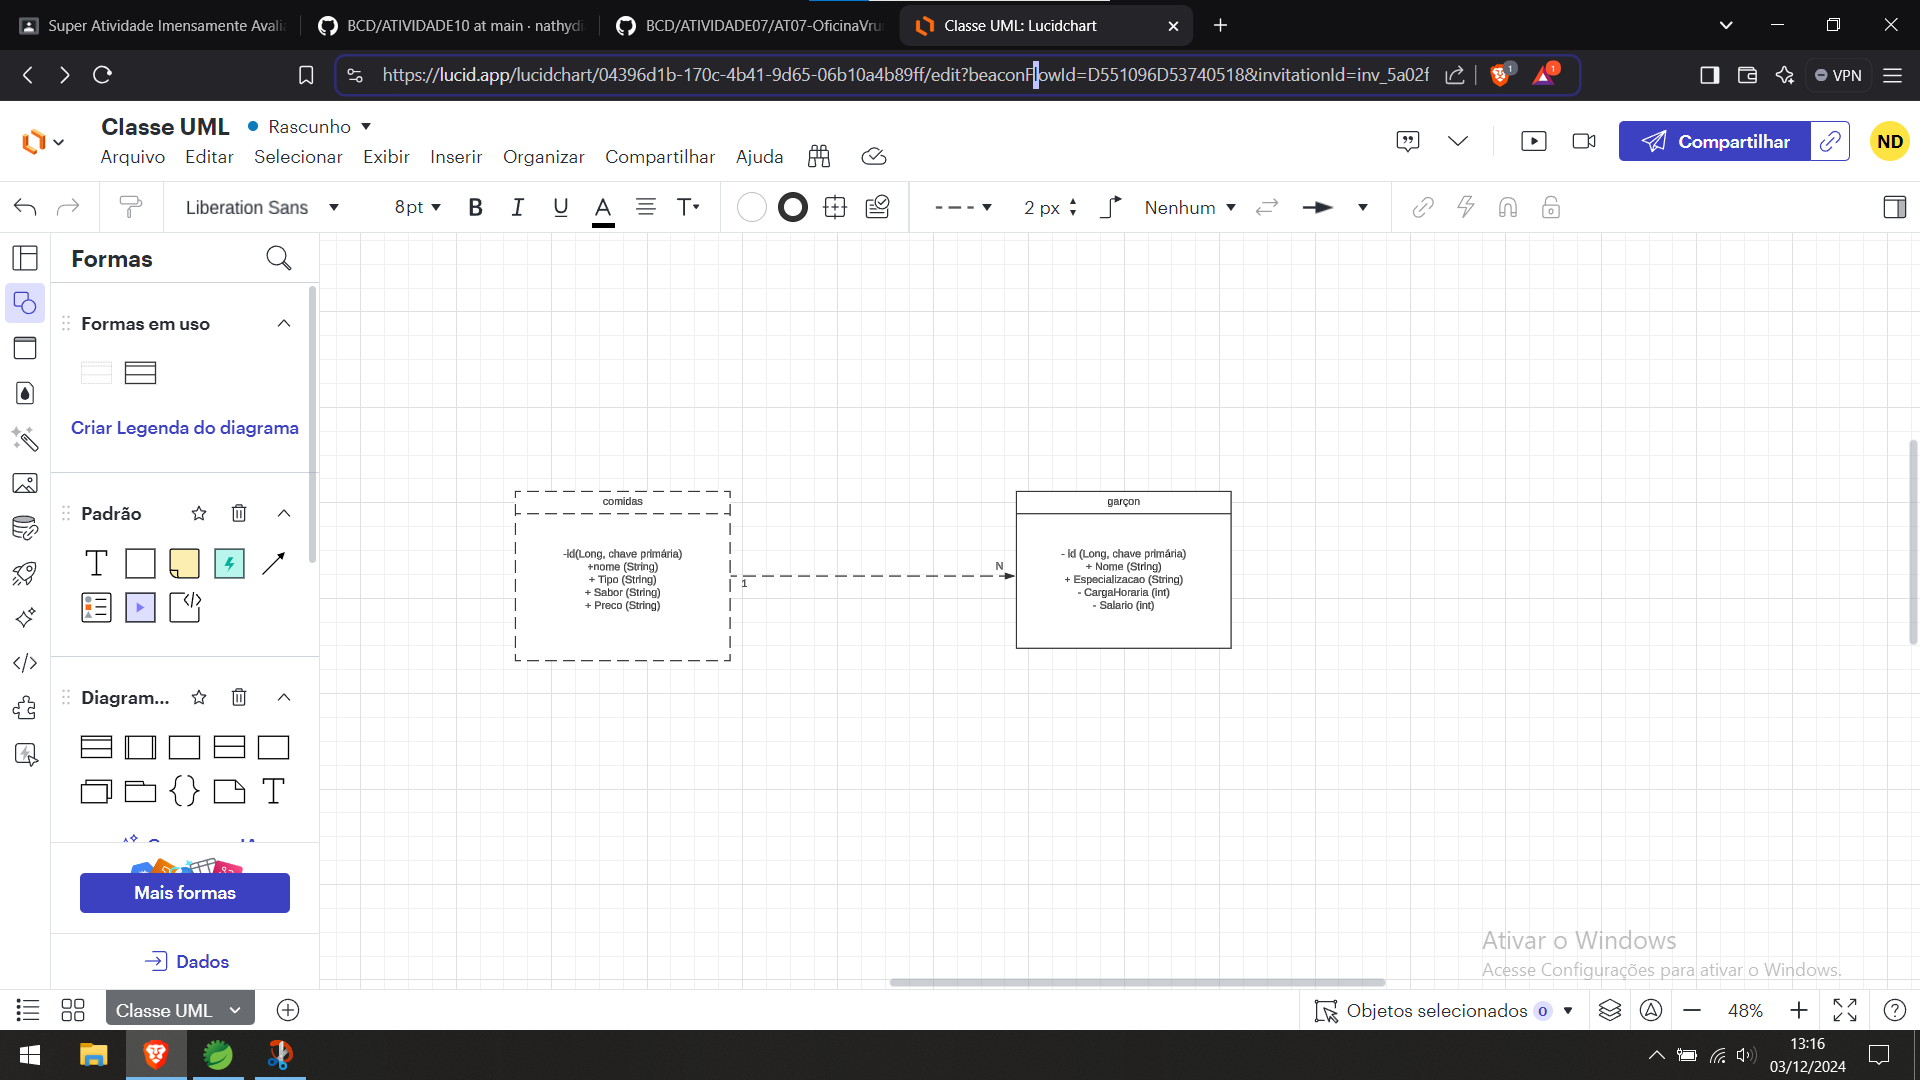 Super Atividade Imensamente Avalia
BCD/ATIVIDADE10 at main · nathydi
BCD/ATIVIDADE07/AT07-OficinaVrun
Classe UML: Lucidchart
https://lucid.app/lucidchart/04396d1b-170c-4b41-9d65-06b10a4b89ff/edit?beaconFlowId=D551096D53740518&invitationId=inv_5a02f
1
1
VPN
Classe UML
Rascunho
Arquivo Editar Selecionar Exibir Inserir Organizar Compartilhar Ajuda
Compartilhar
ND
Liberation Sans
8pt
B I U A T
2 px
Nenhum
Formas
Formas em uso
Criar Legenda do diagrama
Padrão
Diagram...
Mais formas
Dados
comidas
-id(Long, chave primária)
+nome (String)
+ Tipo (String)
+ Sabor (String)
+ Preco (String)
1
N
garçon
- id (Long, chave primária)
+ Nome (String)
+ Especializacao (String)
- CargaHoraria (int)
- Salario (int)
Ativar o Windows
Acesse Configurações para ativar o Windows.
Classe UML
Objetos selecionados 0
48%
13:16
03/12/2024